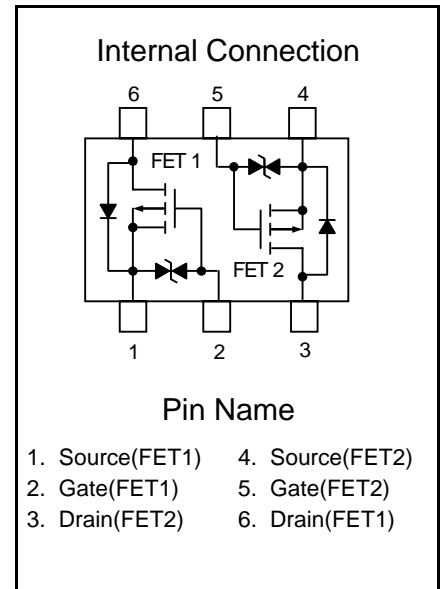 Internal Connection
6 5 4
FET 1
FET 2
1 2 3
Pin Name
1. Source(FET1) 4. Source(FET2)
2. Gate(FET1) 5. Gate(FET2)
3. Drain(FET2) 6. Drain(FET1)